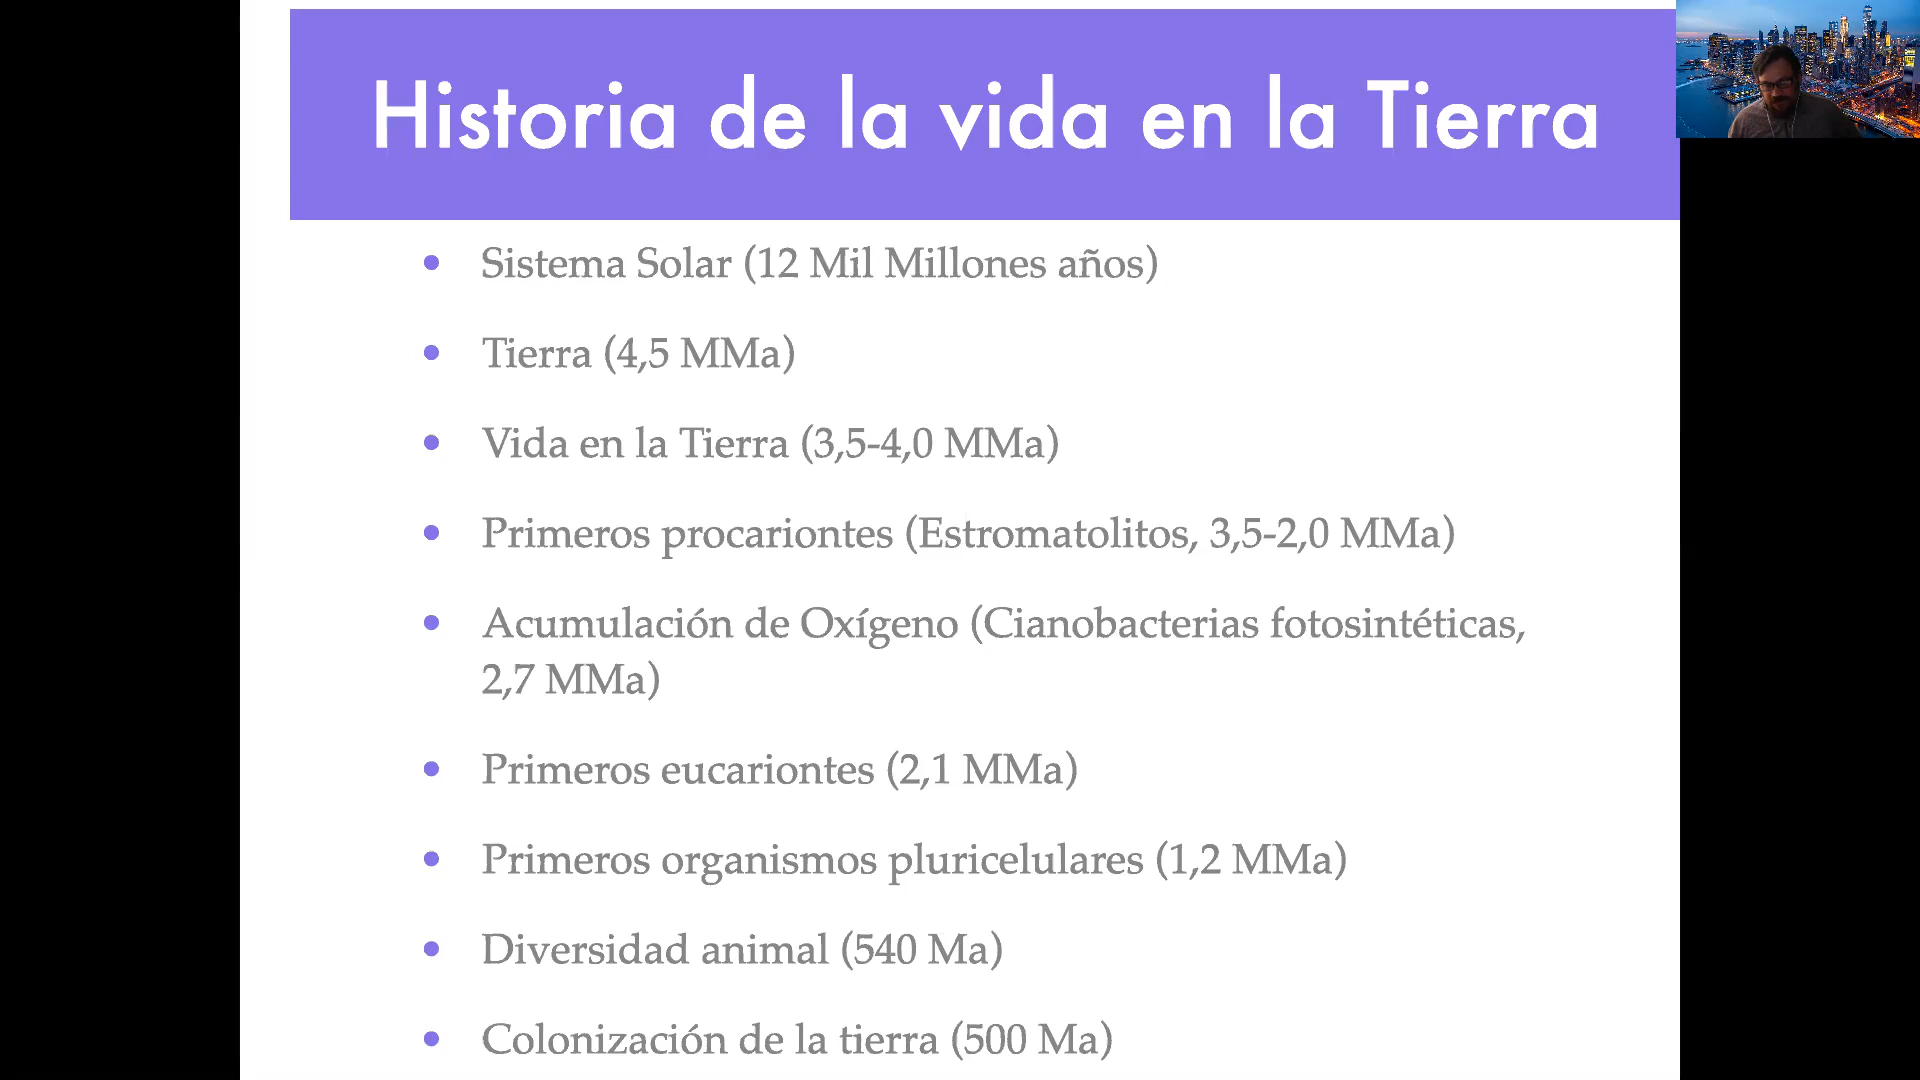 Historia de la vida en la Tierra
• Sistema Solar (12 Mil Millones años)
• Tierra (4,5 MMa)
• Vida en la Tierra (3,5-4,0 MMa)
• Primeros procariontes (Estromatolitos, 3,5-2,0 MMa)
• Acumulación de Oxígeno (Cianobacterias fotosintéticas,
2,7 MMa)
• Primeros eucariontes (2,1 MMa)
• Primeros organismos pluricelulares (1,2 MMa)
• Diversidad animal (540 Ma)
• Colonización de la tierra (500 Ma)